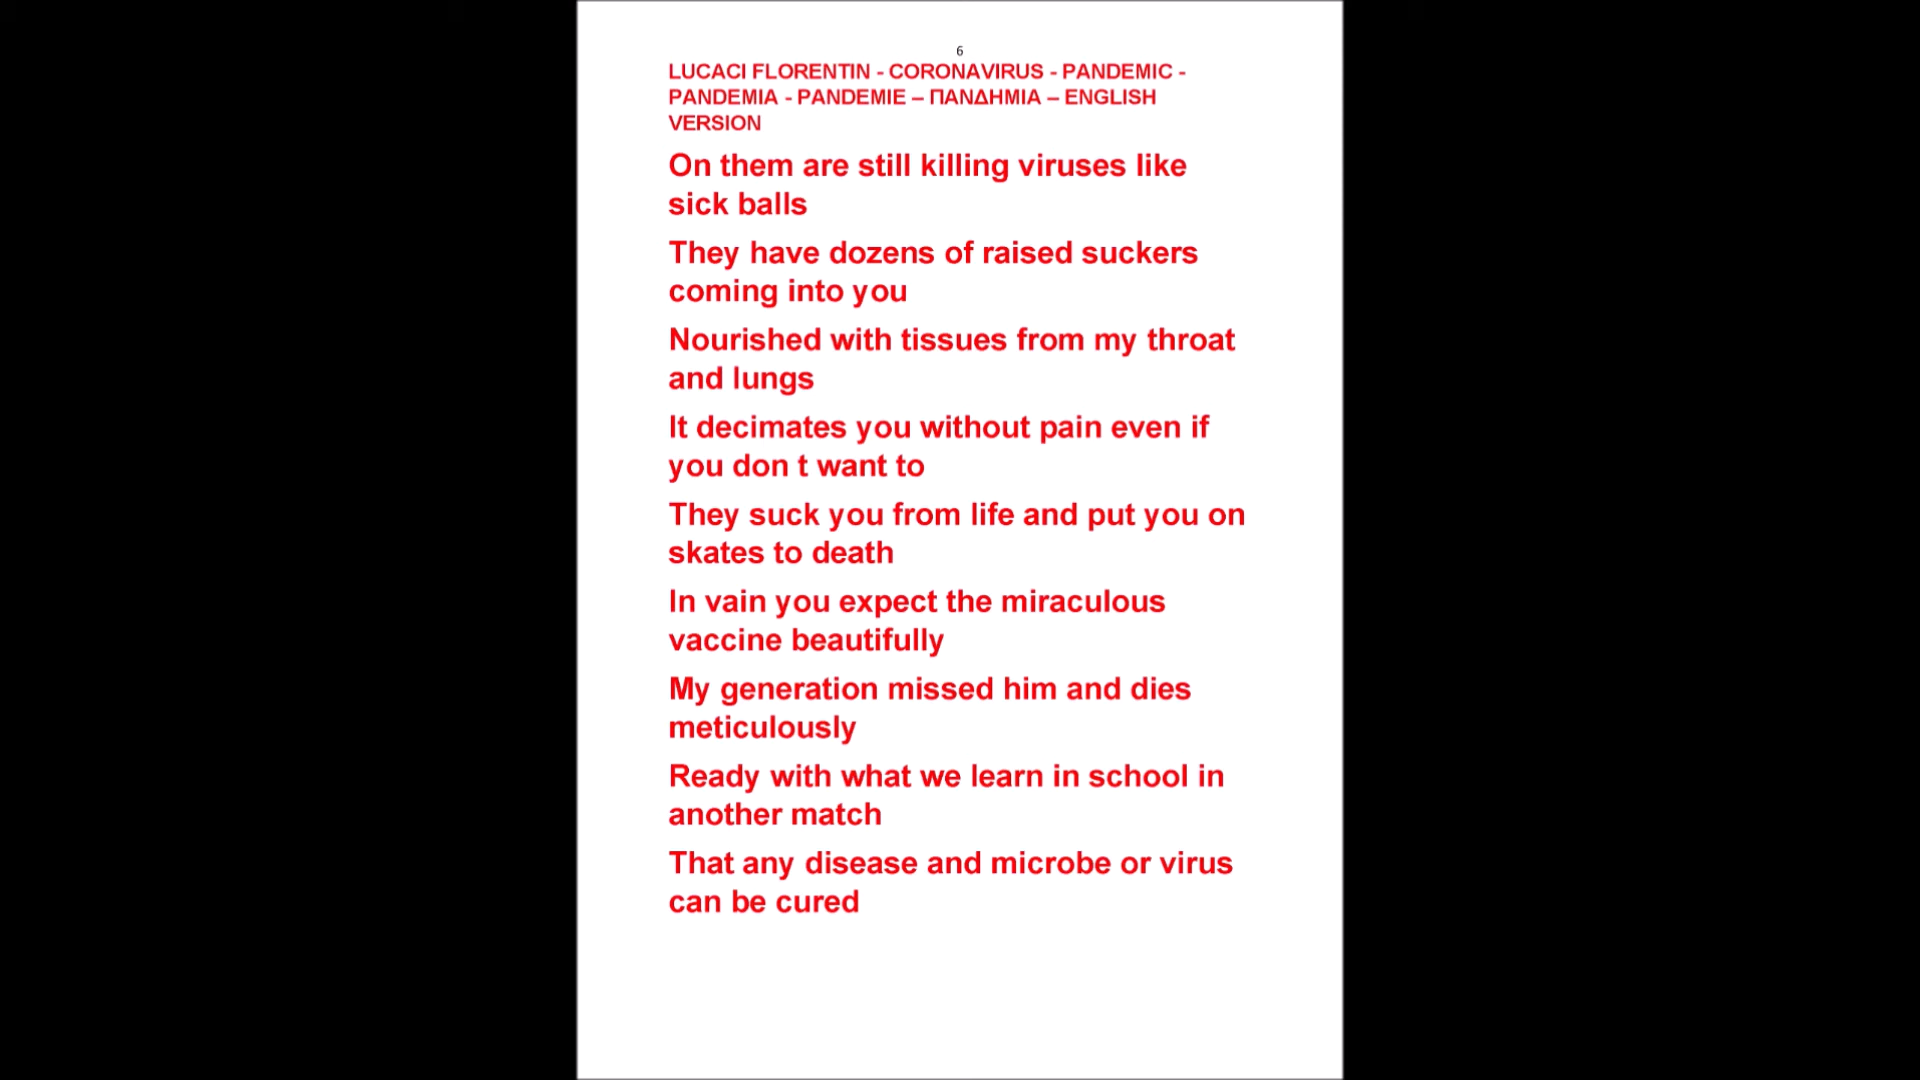 6
LUCACI FLORENTIN - CORONAVIRUS - PANDEMIC -
PANDEMIA - PANDEMIE – ΠΑΝΔΗΜΙΑ – ENGLISH
VERSION
On them are still killing viruses like
sick balls
They have dozens of raised suckers
coming into you
Nourished with tissues from my throat
and lungs
It decimates you without pain even if
you don t want to
They suck you from life and put you on
skates to death
In vain you expect the miraculous
vaccine beautifully
My generation missed him and dies
meticulously
Ready with what we learn in school in
another match
That any disease and microbe or virus
can be cured